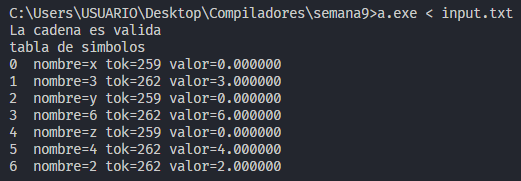 C:\Users\USUARIO\Desktop\Compiladores\semana9>a.exe < input.txt
La cadena es valida
tabla de simbolos
0  nombre=x tok=259 valor=0.000000
1  nombre=3 tok=262 valor=3.000000
2  nombre=y tok=259 valor=0.000000
3  nombre=6 tok=262 valor=6.000000
4  nombre=z tok=259 valor=0.000000
5  nombre=4 tok=262 valor=4.000000
6  nombre=2 tok=262 valor=2.000000